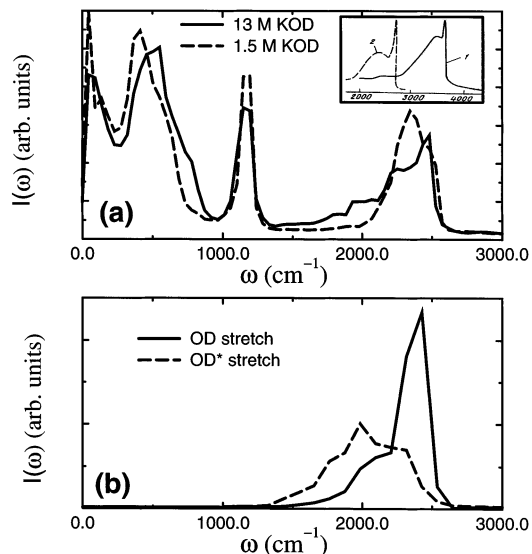 13 M KOD
1.5 M KOD
2
1
2000
3000
4000
I(ω) (arb. units)
(a)
0.0
1000.0
2000.0
3000.0
ω (cm⁻¹)
OD stretch
OD* stretch
I(ω) (arb. units)
(b)
0.0
1000.0
2000.0
3000.0
ω (cm⁻¹)